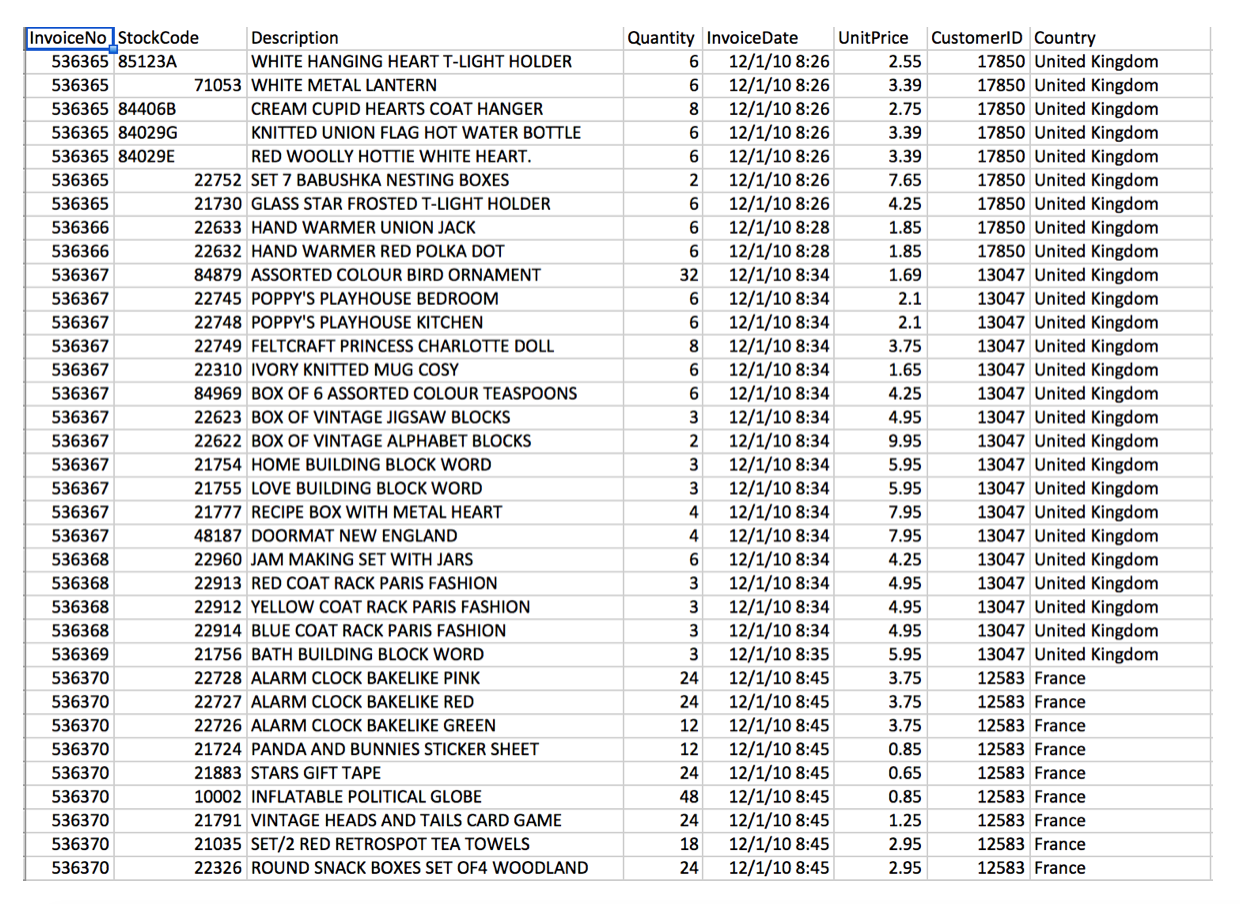 InvoiceNo StockCode Description Quantity InvoiceDate UnitPrice CustomerID Country
536365 85123A WHITE HANGING HEART T-LIGHT HOLDER 6 12/1/10 8:26 2.55 17850 United Kingdom
536365 71053 WHITE METAL LANTERN 6 12/1/10 8:26 3.39 17850 United Kingdom
536365 84406B CREAM CUPID HEARTS COAT HANGER 8 12/1/10 8:26 2.75 17850 United Kingdom
536365 84029G KNITTED UNION FLAG HOT WATER BOTTLE 6 12/1/10 8:26 3.39 17850 United Kingdom
536365 84029E RED WOOLLY HOTTIE WHITE HEART. 6 12/1/10 8:26 3.39 17850 United Kingdom
536365 22752 SET 7 BABUSHKA NESTING BOXES 2 12/1/10 8:26 7.65 17850 United Kingdom
536365 21730 GLASS STAR FROSTED T-LIGHT HOLDER 6 12/1/10 8:26 4.25 17850 United Kingdom
536366 22633 HAND WARMER UNION JACK 6 12/1/10 8:28 1.85 17850 United Kingdom
536366 22632 HAND WARMER RED POLKA DOT 6 12/1/10 8:28 1.85 17850 United Kingdom
536367 84879 ASSORTED COLOUR BIRD ORNAMENT 32 12/1/10 8:34 1.69 13047 United Kingdom
536367 22745 POPPY'S PLAYHOUSE BEDROOM 6 12/1/10 8:34 2.1 13047 United Kingdom
536367 22748 POPPY'S PLAYHOUSE KITCHEN 6 12/1/10 8:34 2.1 13047 United Kingdom
536367 22749 FELTCRAFT PRINCESS CHARLOTTE DOLL 8 12/1/10 8:34 3.75 13047 United Kingdom
536367 22310 IVORY KNITTED MUG COSY 6 12/1/10 8:34 1.65 13047 United Kingdom
536367 84969 BOX OF 6 ASSORTED COLOUR TEASPOONS 6 12/1/10 8:34 4.25 13047 United Kingdom
536367 22623 BOX OF VINTAGE JIGSAW BLOCKS 3 12/1/10 8:34 4.95 13047 United Kingdom
536367 22622 BOX OF VINTAGE ALPHABET BLOCKS 2 12/1/10 8:34 9.95 13047 United Kingdom
536367 21754 HOME BUILDING BLOCK WORD 3 12/1/10 8:34 5.95 13047 United Kingdom
536367 21755 LOVE BUILDING BLOCK WORD 3 12/1/10 8:34 5.95 13047 United Kingdom
536367 21777 RECIPE BOX WITH METAL HEART 4 12/1/10 8:34 7.95 13047 United Kingdom
536367 48187 DOORMAT NEW ENGLAND 4 12/1/10 8:34 7.95 13047 United Kingdom
536368 22960 JAM MAKING SET WITH JARS 6 12/1/10 8:34 4.25 13047 United Kingdom
536368 22913 RED COAT RACK PARIS FASHION 3 12/1/10 8:34 4.95 13047 United Kingdom
536368 22912 YELLOW COAT RACK PARIS FASHION 3 12/1/10 8:34 4.95 13047 United Kingdom
536368 22914 BLUE COAT RACK PARIS FASHION 3 12/1/10 8:34 4.95 13047 United Kingdom
536369 21756 BATH BUILDING BLOCK WORD 3 12/1/10 8:35 5.95 13047 United Kingdom
536370 22728 ALARM CLOCK BAKELIKE PINK 24 12/1/10 8:45 3.75 12583 France
536370 22727 ALARM CLOCK BAKELIKE RED 24 12/1/10 8:45 3.75 12583 France
536370 22726 ALARM CLOCK BAKELIKE GREEN 12 12/1/10 8:45 3.75 12583 France
536370 21724 PANDA AND BUNNIES STICKER SHEET 12 12/1/10 8:45 0.85 12583 France
536370 21883 STARS GIFT TAPE 24 12/1/10 8:45 0.65 12583 France
536370 10002 INFLATABLE POLITICAL GLOBE 48 12/1/10 8:45 0.85 12583 France
536370 21791 VINTAGE HEADS AND TAILS CARD GAME 24 12/1/10 8:45 1.25 12583 France
536370 21035 SET/2 RED RETROSPOT TEA TOWELS 18 12/1/10 8:45 2.95 12583 France
536370 22326 ROUND SNACK BOXES SET OF4 WOODLAND 24 12/1/10 8:45 2.95 12583 France